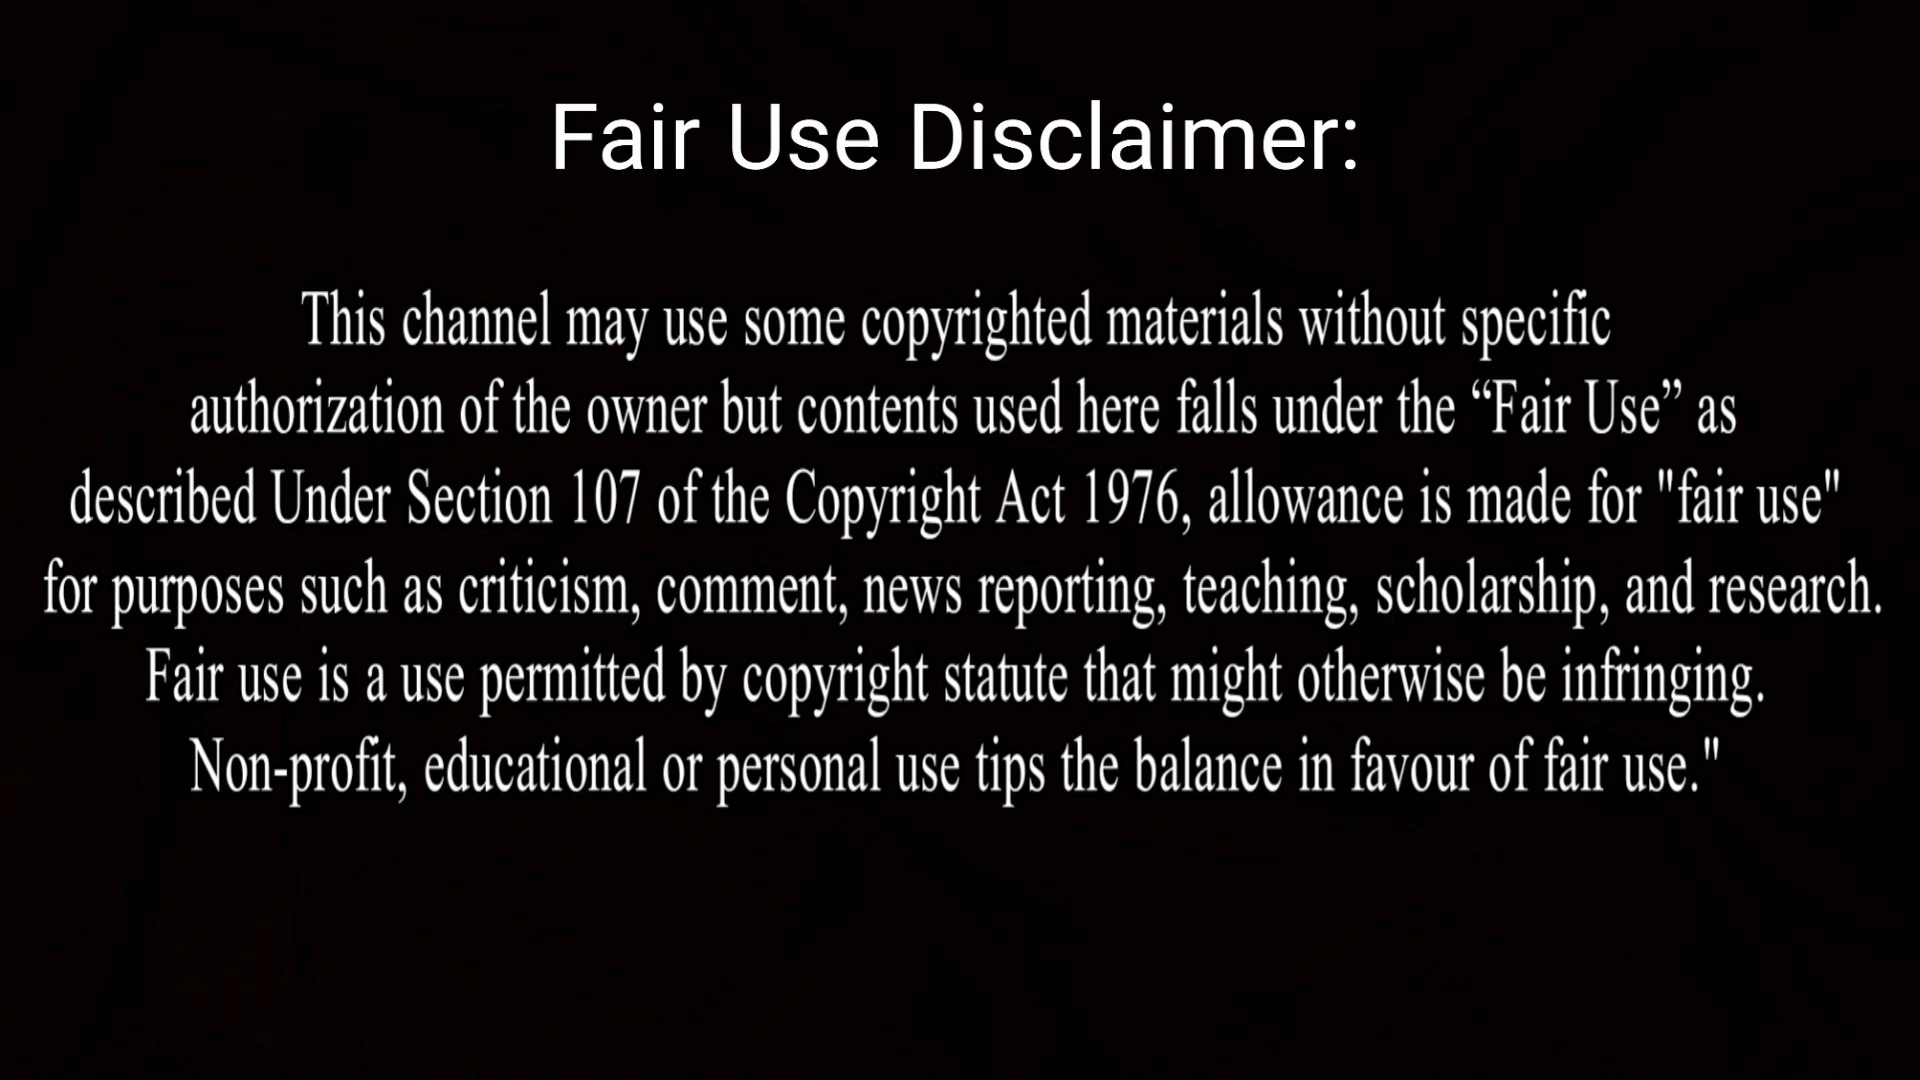 Fair Use Disclaimer:
This channel may use some copyrighted materials without specific
authorization of the owner but contents used here falls under the “Fair Use” as
described Under Section 107 of the Copyright Act 1976, allowance is made for "fair use"
for purposes such as criticism, comment, news reporting, teaching, scholarship, and research.
Fair use is a use permitted by copyright statute that might otherwise be infringing.
Non-profit, educational or personal use tips the balance in favour of fair use."